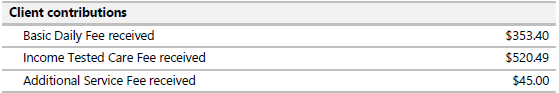 Client contributions
Basic Daily Fee received $353.40
Income Tested Care Fee received $520.49
Additional Service Fee received $45.00